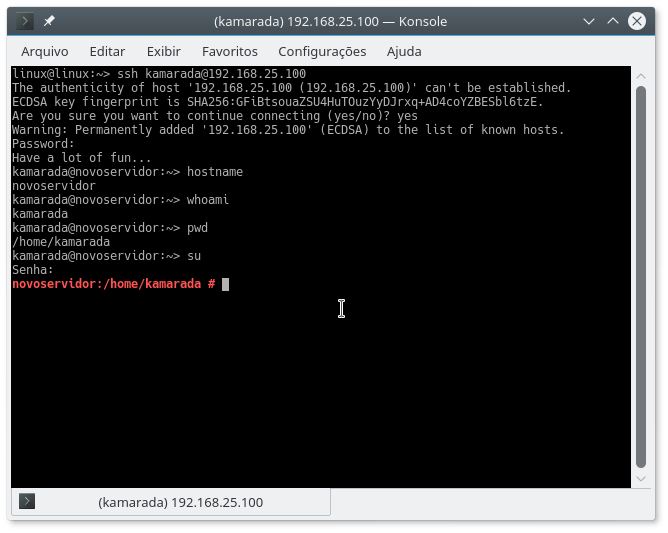 (kamarada) 192.168.25.100 — Konsole
Arquivo Editar Exibir Favoritos Configurações Ajuda
linux@linux:~> ssh kamarada@192.168.25.100
The authenticity of host '192.168.25.100 (192.168.25.100)' can't be established.
ECDSA key fingerprint is SHA256:GFiBtsouaZSU4HuTOuzYyDJrxq+AD4coYZBESbl6tzE.
Are you sure you want to continue connecting (yes/no)? yes
Warning: Permanently added '192.168.25.100' (ECDSA) to the list of known hosts.
Password:
Have a lot of fun...
kamarada@novoservidor:~> hostname
novoservidor
kamarada@novoservidor:~> whoami
kamarada
kamarada@novoservidor:~> pwd
/home/kamarada
kamarada@novoservidor:~> su
Senha:
novoservidor:/home/kamarada #
(kamarada) 192.168.25.100